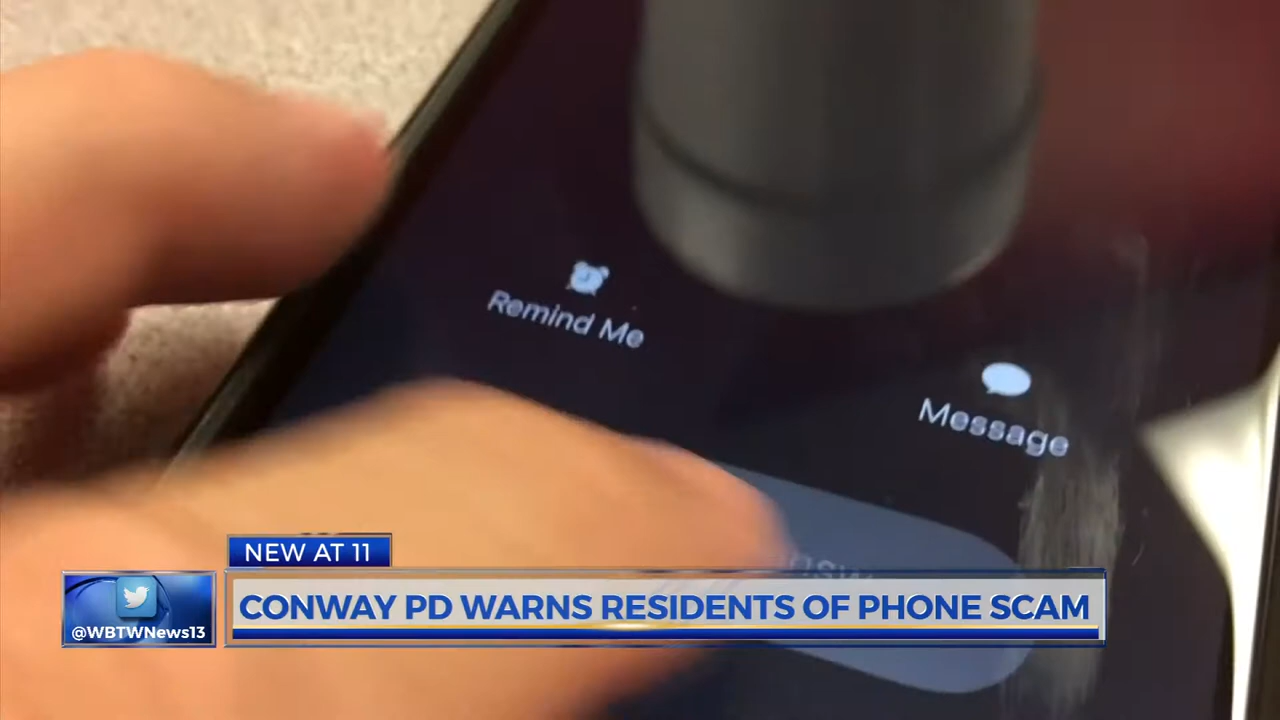 Remind Me
Message
NEW AT 11
@WBTWNews13
CONWAY PD WARNS RESIDENTS OF PHONE SCAM